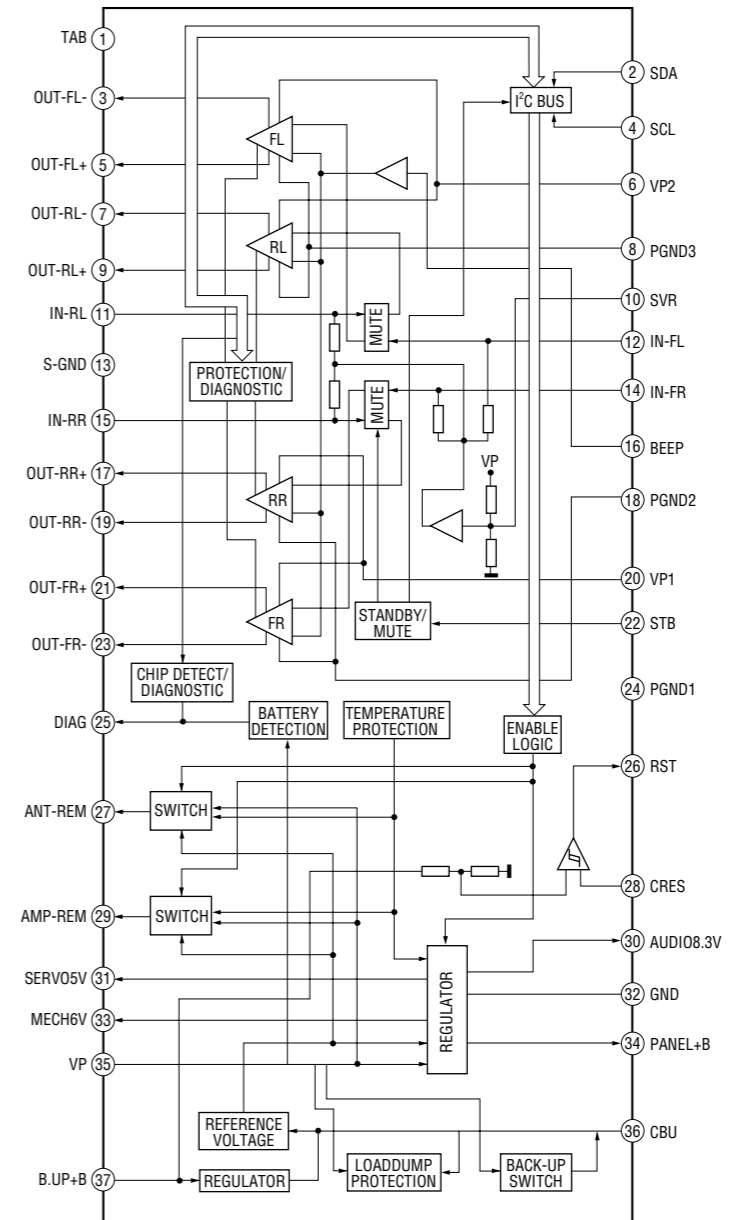 TAB 1
2 SDA
I²C BUS
OUT-FL- 3
4 SCL
FL
OUT-FL+ 5
6 VP2
OUT-RL- 7
RL
8 PGND3
OUT-RL+ 9
10 SVR
IN-RL 11
MUTE
12 IN-FL
S-GND 13
PROTECTION/
DIAGNOSTIC
14 IN-FR
MUTE
IN-RR 15
16 BEEP
VP
OUT-RR+ 17
RR
18 PGND2
OUT-RR- 19
20 VP1
OUT-FR+ 21
FR
STANDBY/
MUTE
22 STB
OUT-FR- 23
CHIP DETECT/
DIAGNOSTIC
24 PGND1
DIAG 25
BATTERY
DETECTION
TEMPERATURE
PROTECTION
ENABLE
LOGIC
26 RST
ANT-REM 27
SWITCH
28 CRES
AMP-REM 29
SWITCH
30 AUDIO8.3V
SERVO5V 31
REGULATOR
32 GND
MECH6V 33
34 PANEL+B
VP 35
REFERENCE
VOLTAGE
36 CBU
B.UP+B 37
REGULATOR
LOADDUMP
PROTECTION
BACK-UP
SWITCH